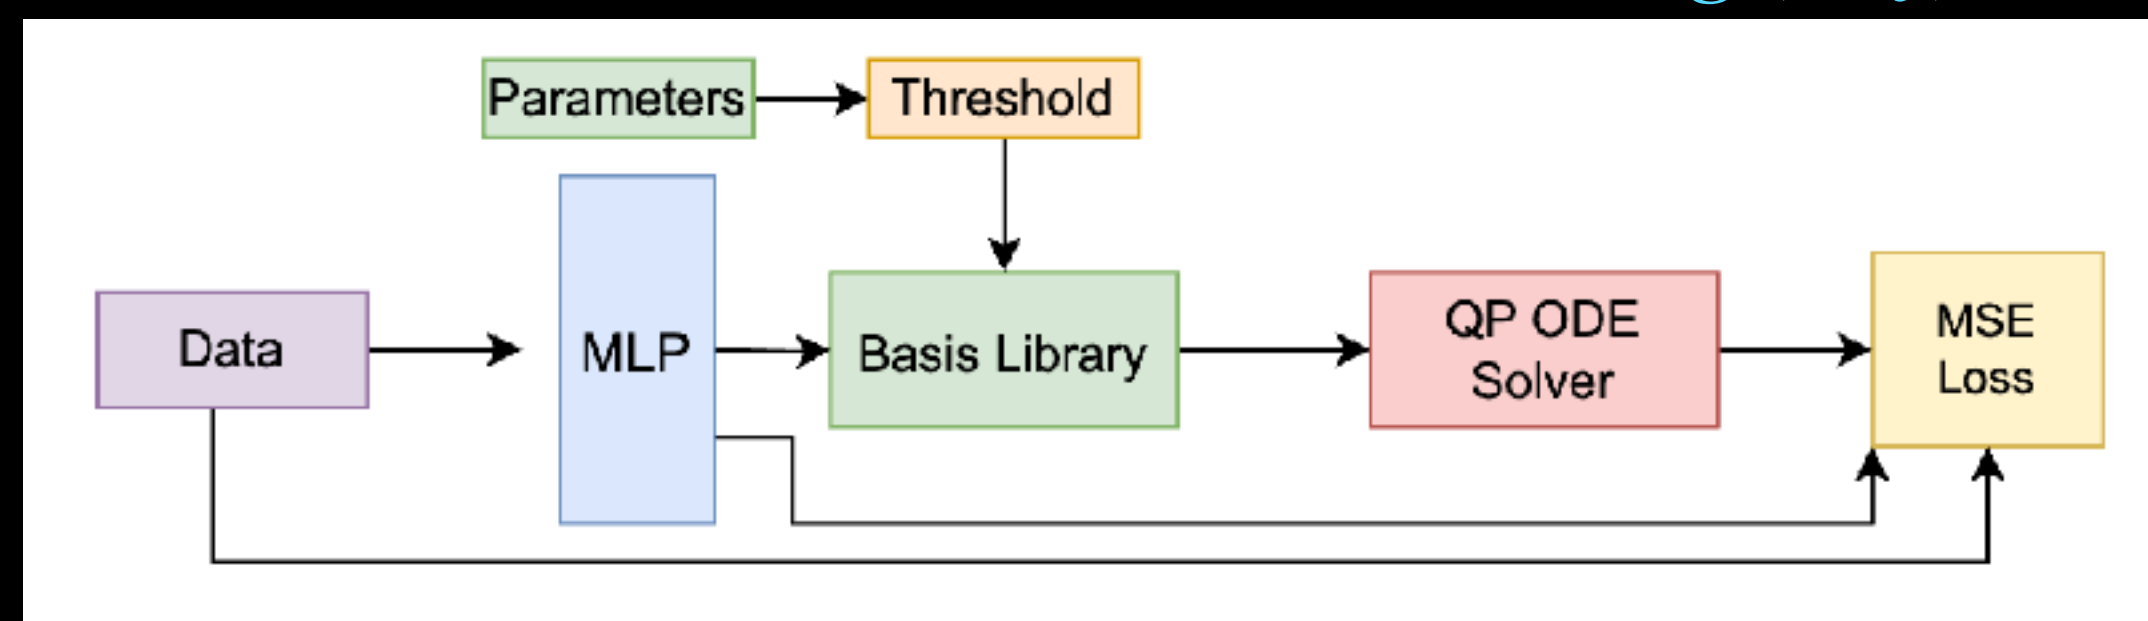 Parameters
Threshold
Data
MLP
Basis Library
QP ODE
Solver
MSE
Loss